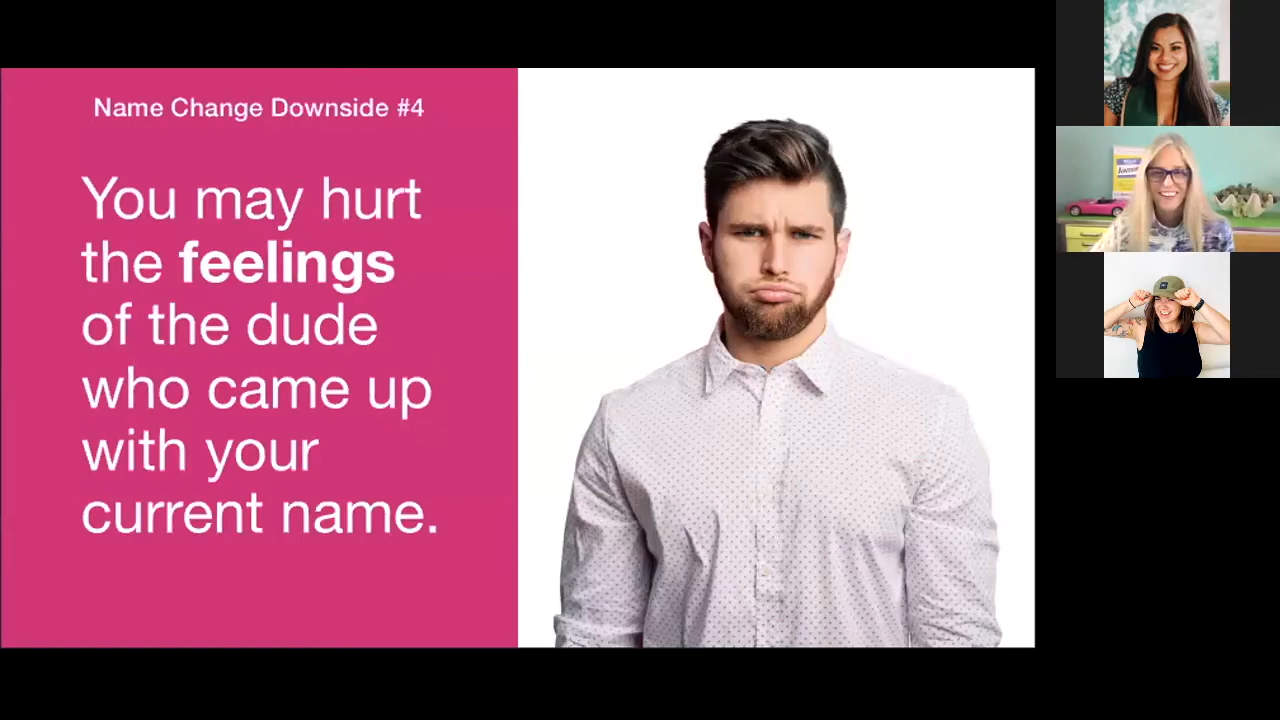 Name Change Downside #4
You may hurt
the feelings
of the dude
who came up
with your
current name.